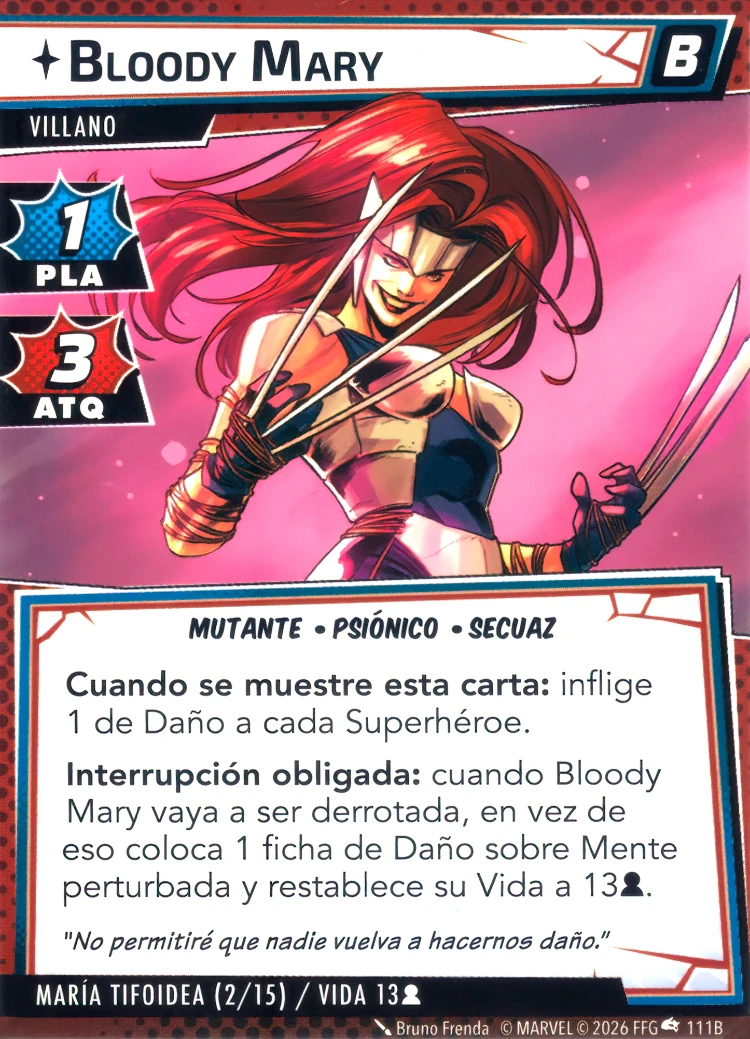 BLOODY MARY
B
VILLANO
1
PLA
3
ATQ
MUTANTE • PSIÓNICO • SECUAZ
Cuando se muestre esta carta: inflige
1 de Daño a cada Superhéroe.
Interrupción obligada: cuando Bloody
Mary vaya a ser derrotada, en vez de
eso coloca 1 ficha de Daño sobre Mente
perturbada y restablece su Vida a 13.
"No permitiré que nadie vuelva a hacernos daño."
MARÍA TIFOIDEA (2/15) / VIDA 13
Bruno Frenda © MARVEL © 2026 FFG 111B